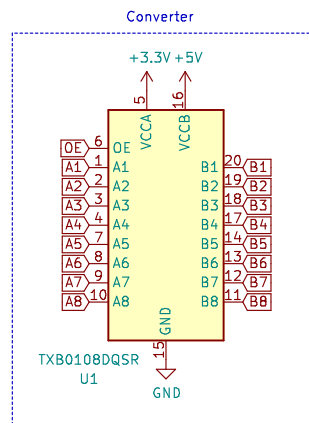 Converter
+3.3V +5V
5 16
VCCA VCCB
OE 6 OE
A1 1 A1 B1 20 B1
A2 2 A2 B2 19 B2
A3 3 A3 B3 18 B3
A4 4 A4 B4 17 B4
A5 7 A5 B5 14 B5
A6 8 A6 B6 13 B6
A7 9 A7 B7 12 B7
A8 10 A8 B8 11 B8
GND
15
TXB0108DQSR
U1
GND